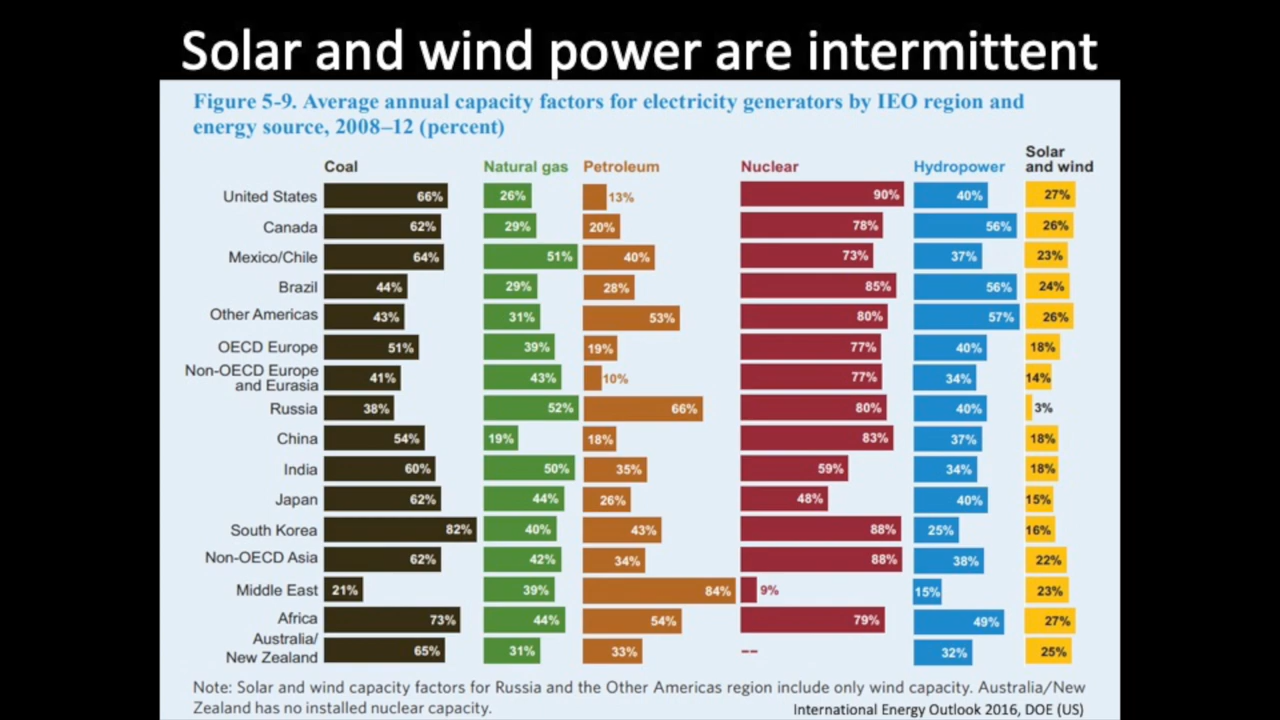 Solar and wind power are intermittent
Figure 5-9. Average annual capacity factors for electricity generators by IEO region and
energy source, 2008–12 (percent)
Coal Natural gas Petroleum Nuclear Hydropower Solar
and wind
United States 66% 26% 13% 90% 40% 27%
Canada 62% 29% 20% 78% 56% 26%
Mexico/Chile 64% 51% 40% 73% 37% 23%
Brazil 44% 29% 28% 85% 56% 24%
Other Americas 43% 31% 53% 80% 57% 26%
OECD Europe 51% 39% 19% 77% 40% 18%
Non-OECD Europe
and Eurasia 41% 43% 10% 77% 34% 14%
Russia 38% 52% 66% 80% 40% 3%
China 54% 19% 18% 83% 37% 18%
India 60% 50% 35% 59% 34% 18%
Japan 62% 44% 26% 48% 40% 15%
South Korea 82% 40% 43% 88% 25% 16%
Non-OECD Asia 62% 42% 34% 88% 38% 22%
Middle East 21% 39% 84% 9% 15% 23%
Africa 73% 44% 54% 79% 49% 27%
Australia/
New Zealand 65% 31% 33% -- 32% 25%
Note: Solar and wind capacity factors for Russia and the Other Americas region include only wind capacity. Australia/New
Zealand has no installed nuclear capacity.
International Energy Outlook 2016, DOE (US)